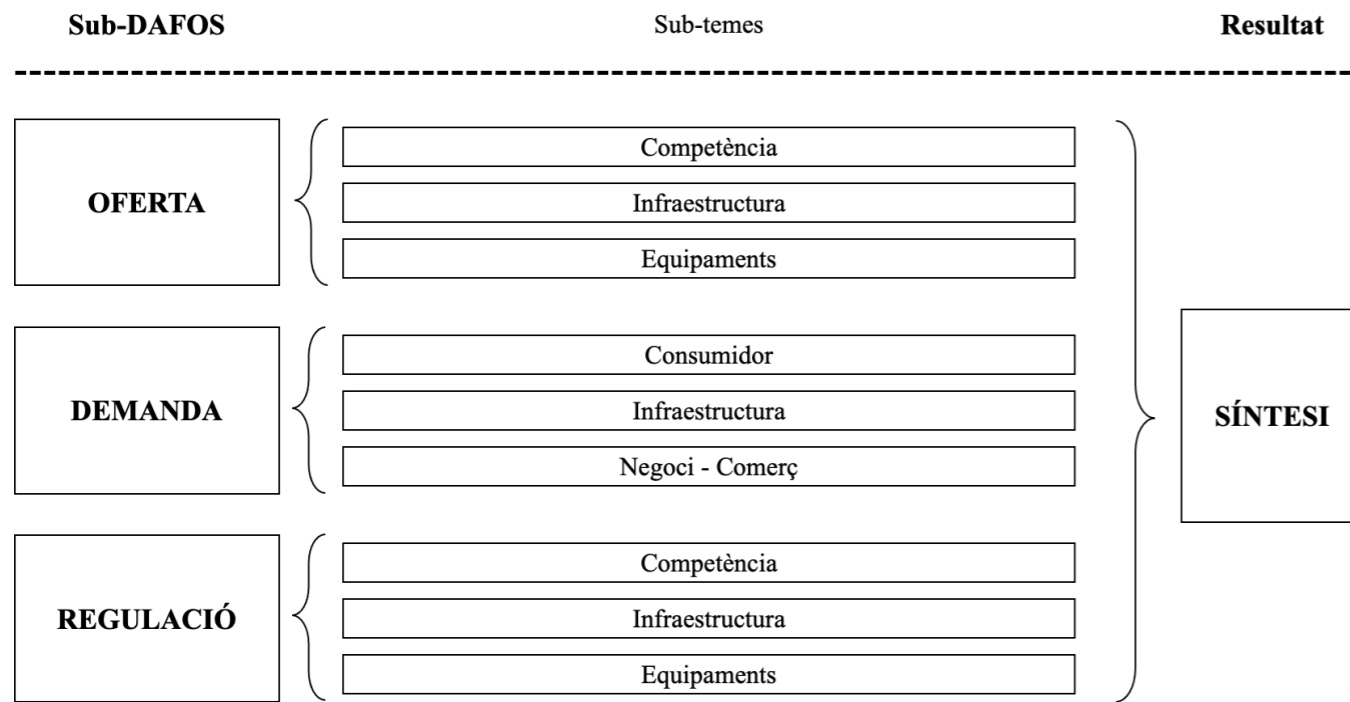 Sub-DAFOS
Sub-temes
Resultat
OFERTA
Competència
Infraestructura
Equipaments
DEMANDA
Consumidor
Infraestructura
Negoci - Comerç
REGULACIÓ
Competència
Infraestructura
Equipaments
SÍNTESI